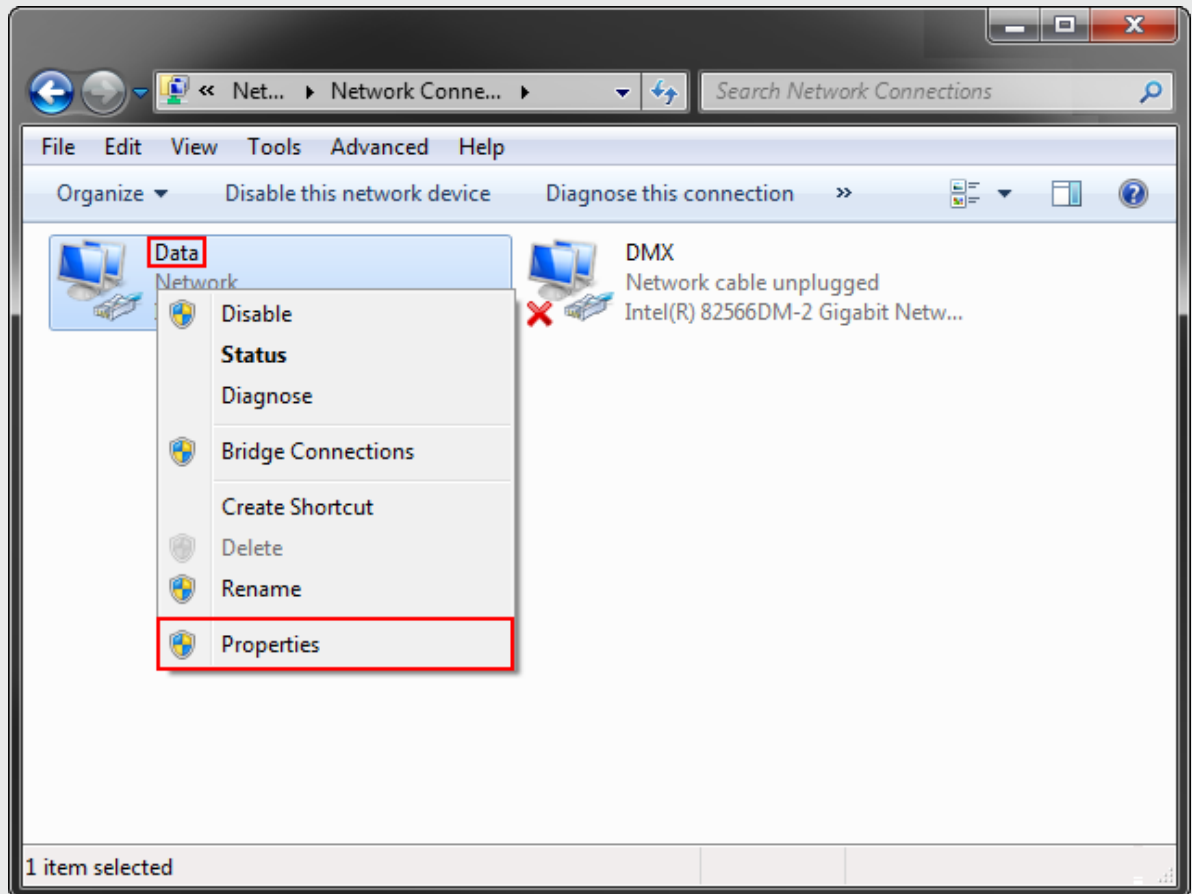 « Net... Network Conne...
Search Network Connections
File Edit View Tools Advanced Help
Organize Disable this network device Diagnose this connection »
Data
Network
DMX
Network cable unplugged
Intel(R) 82566DM-2 Gigabit Netw...
Disable
Status
Diagnose
Bridge Connections
Create Shortcut
Delete
Rename
Properties
1 item selected